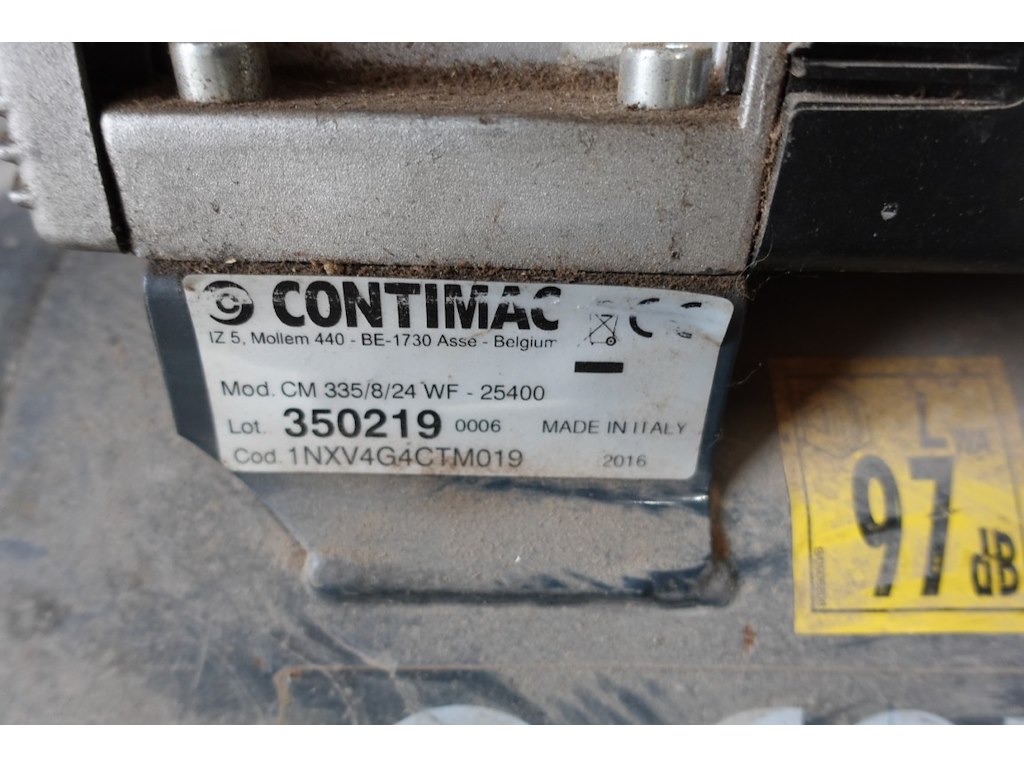 CONTIMAC CE
IZ 5, Mollem 440 - BE-1730 Asse - Belgium
Mod. CM 335/8/24 WF - 25400
Lot. 350219 0006 MADE IN ITALY
Cod. 1NXV4G4CTM019 2016
L
97
dB